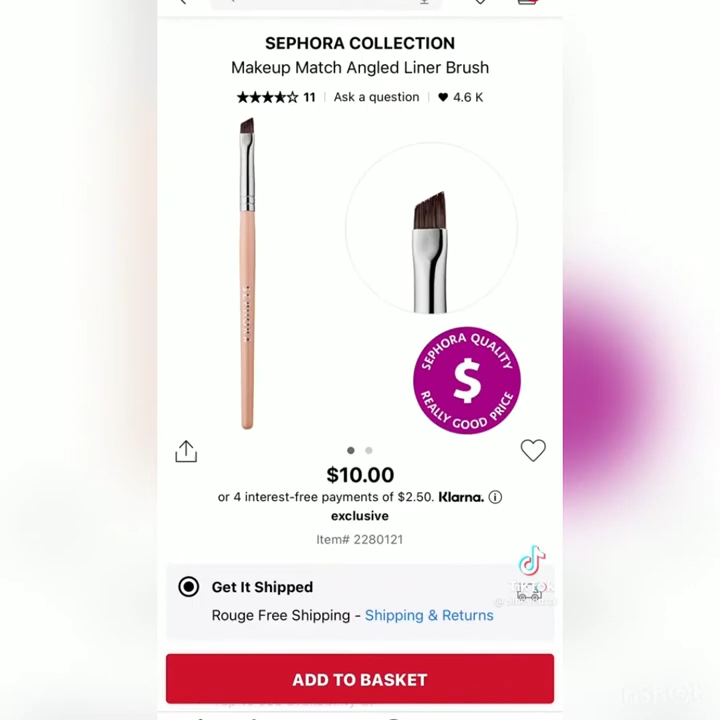 SEPHORA COLLECTION
Makeup Match Angled Liner Brush
11 | Ask a question | 4.6 K
SEPHORA QUALITY
$
REALLY GOOD PRICE
$10.00
or 4 interest-free payments of $2.50. Klarna.
exclusive
Item# 2280121
TikTok
Get It Shipped
Rouge Free Shipping - Shipping & Returns
ADD TO BASKET